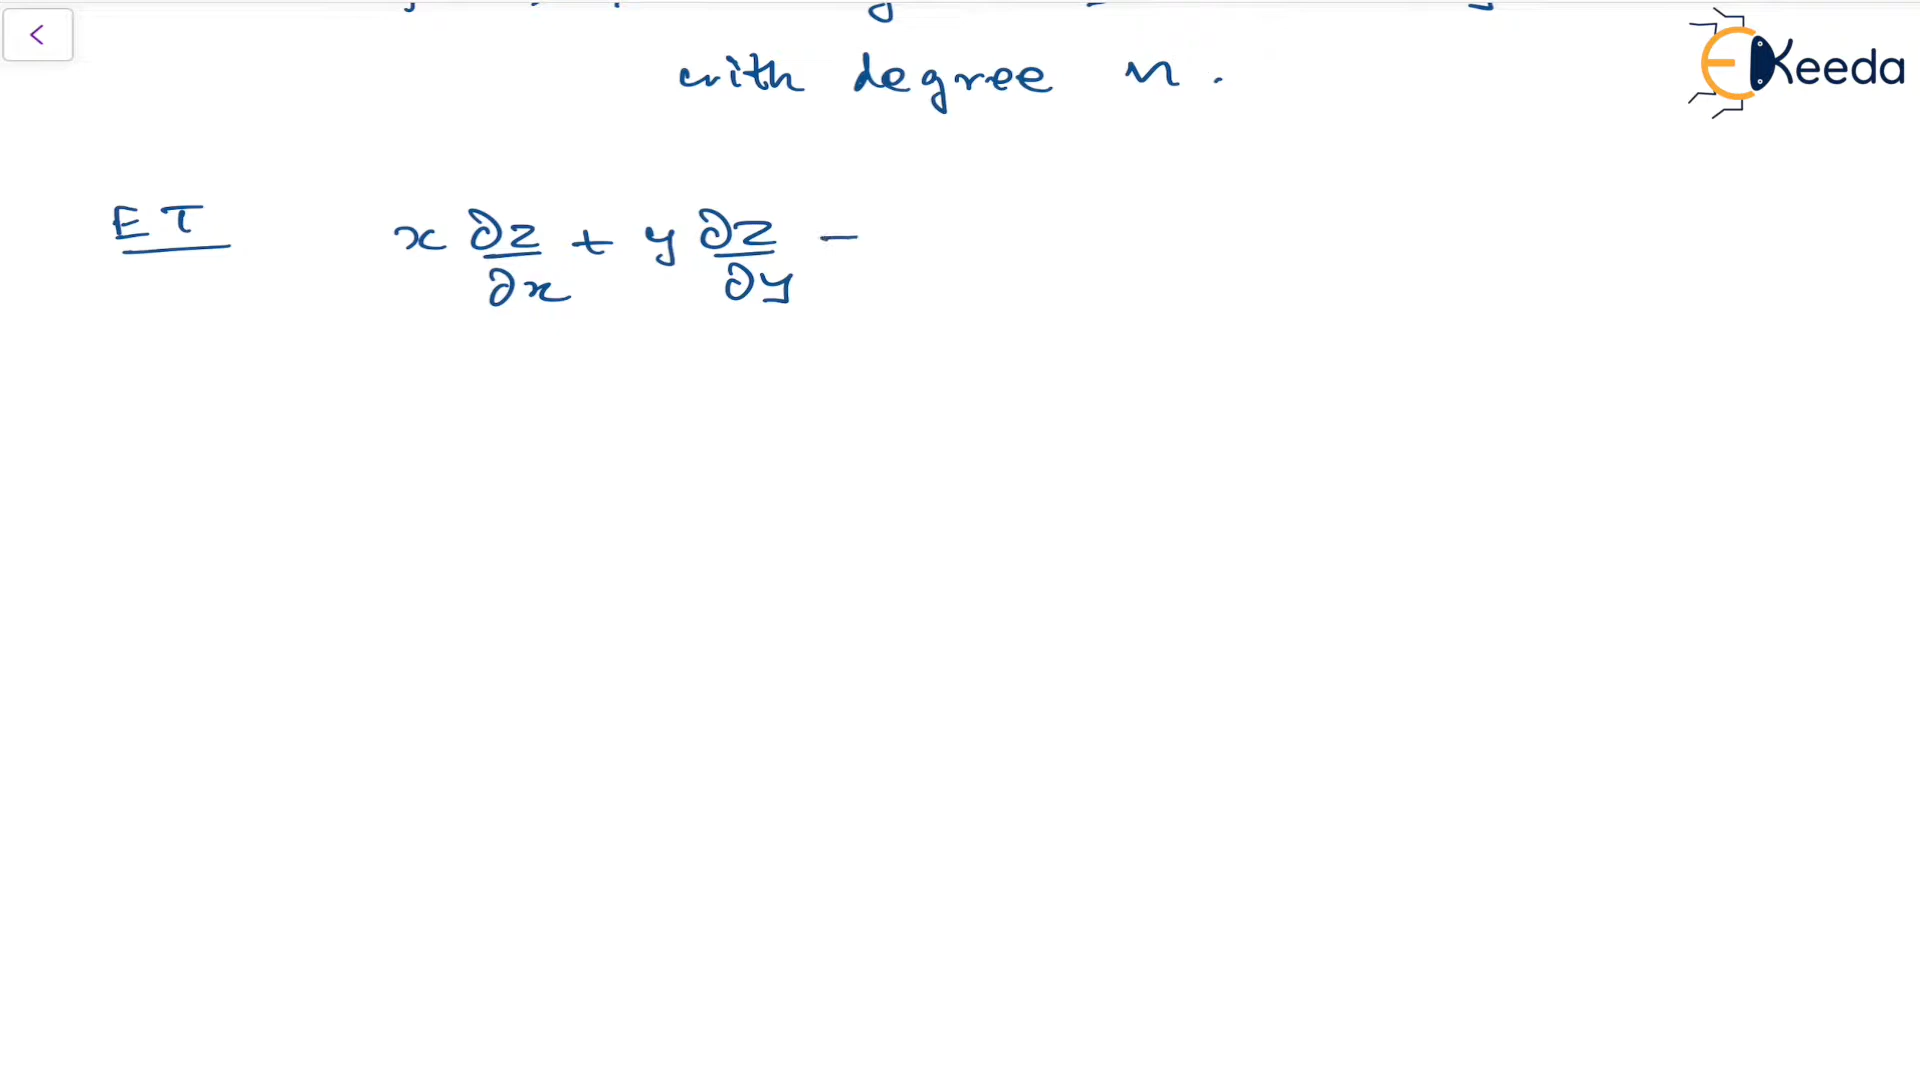 with degree n.
Keeda
ET x ∂z/∂x + y ∂z/∂y −